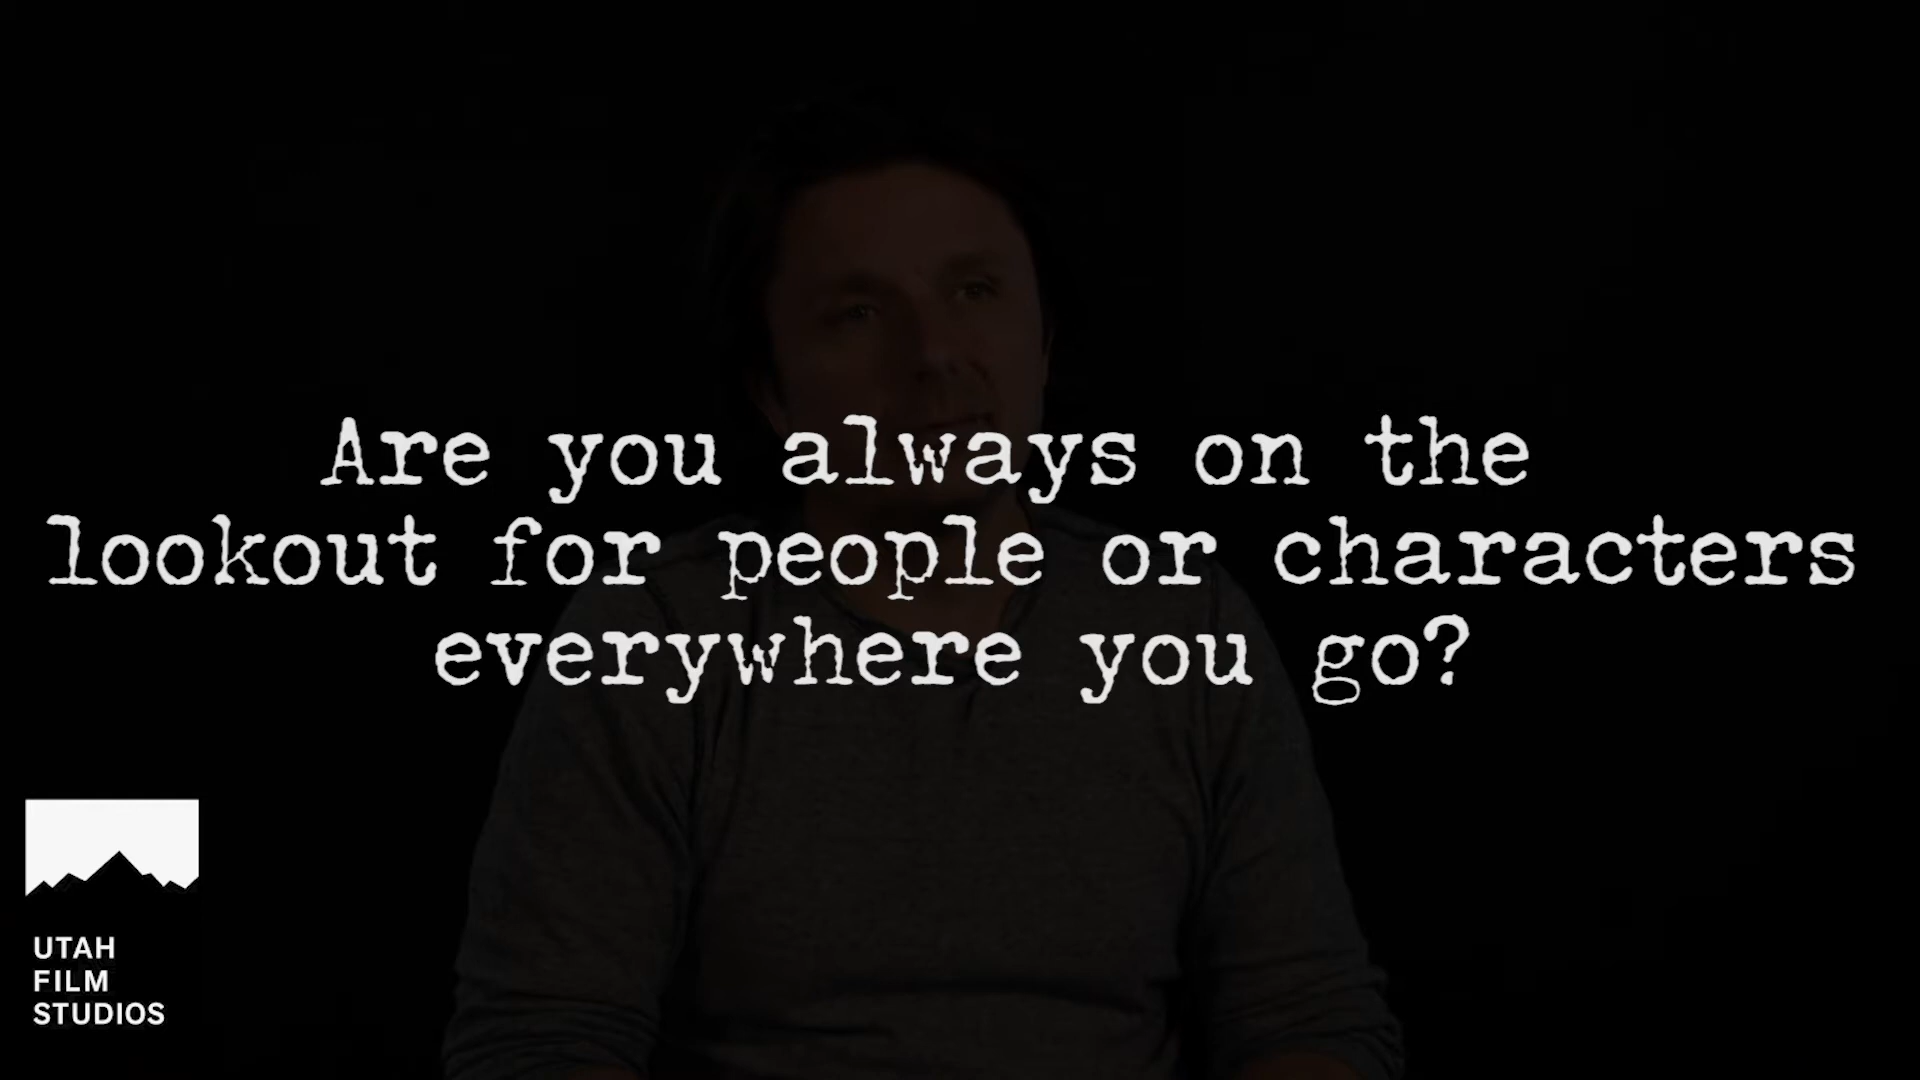 Are you always on the
lookout for people or characters
everywhere you go?
UTAH
FILM
STUDIOS